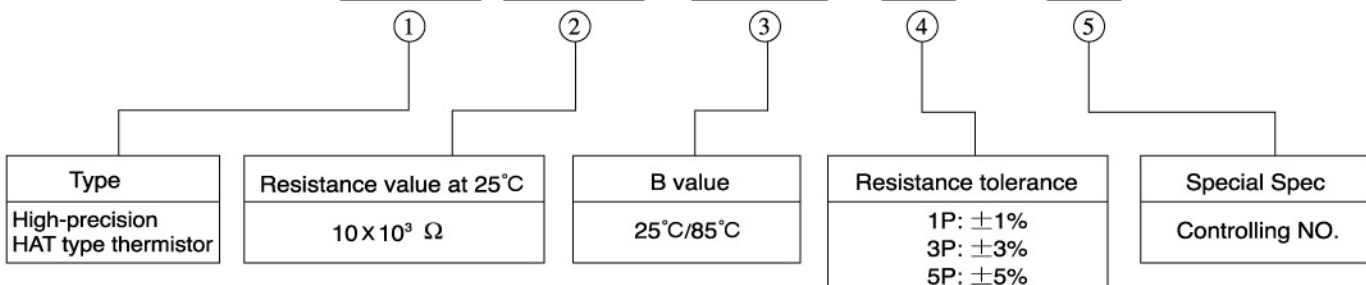 ① ② ③ ④ ⑤
Type
High-precision
HAT type thermistor
Resistance value at 25℃
10×10³ Ω
B value
25℃/85℃
Resistance tolerance
1P: ±1%
3P: ±3%
5P: ±5%
Special Spec
Controlling NO.